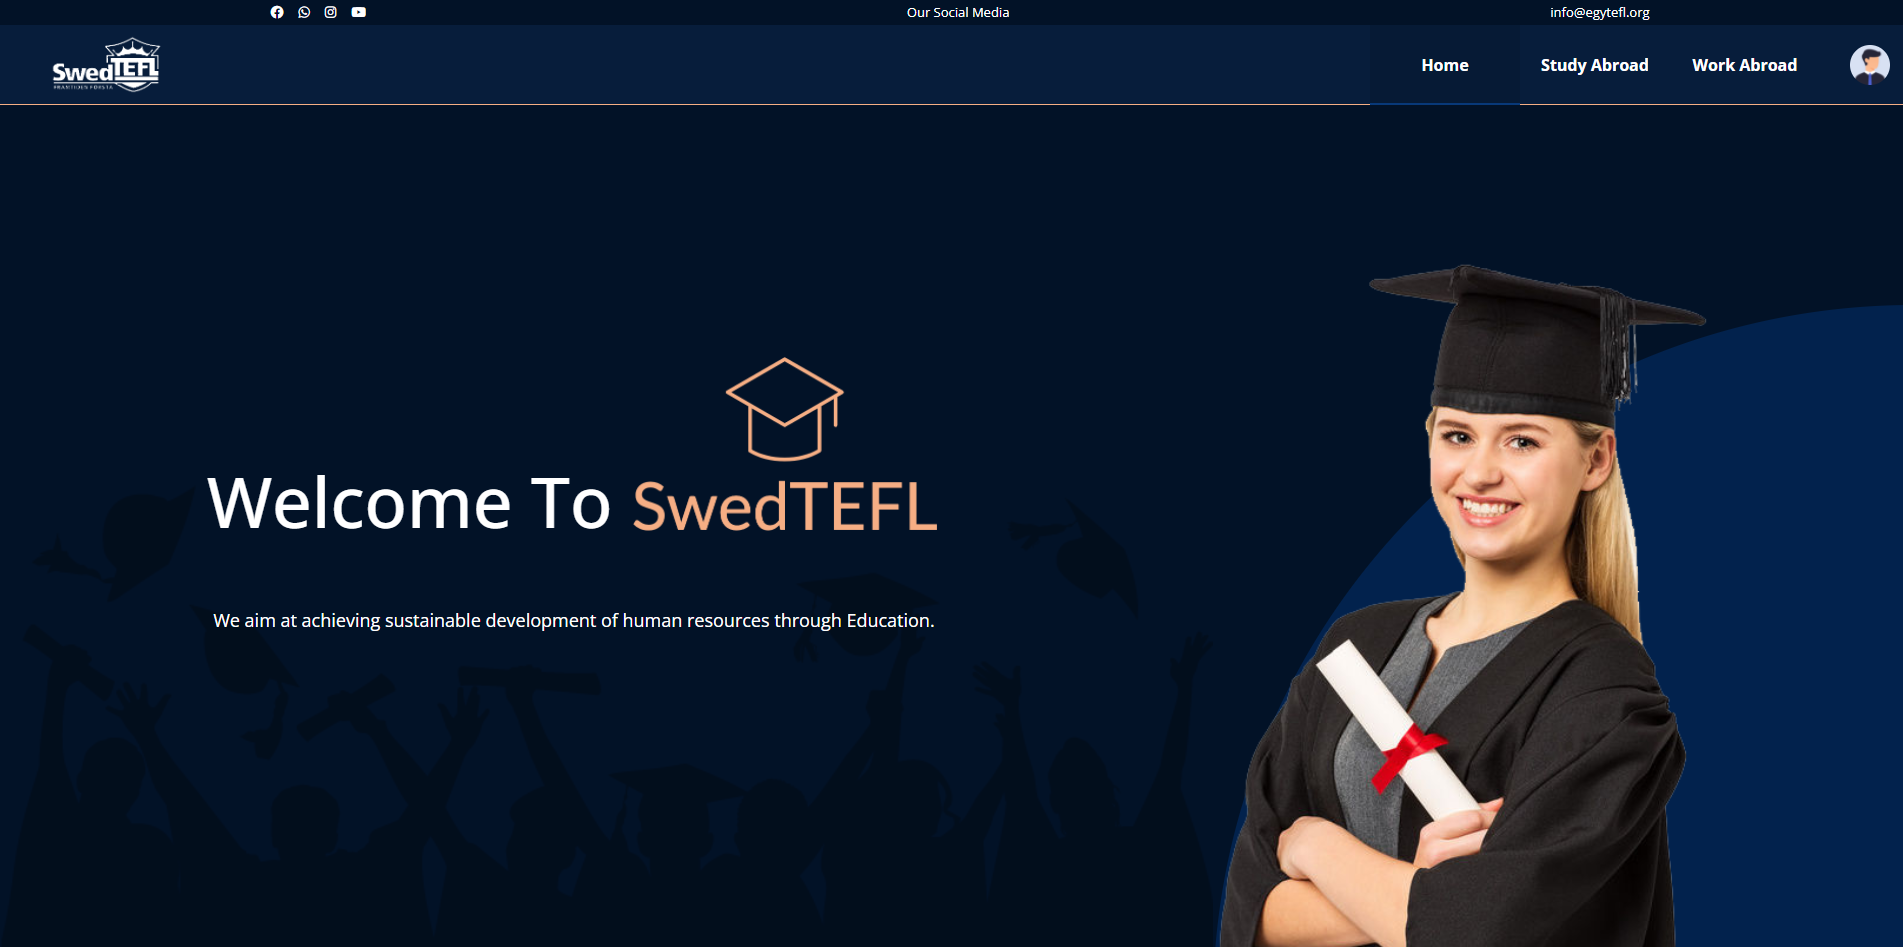 Our Social Media
info@egytefl.org
SwedTEFL
Home
Study Abroad
Work Abroad
Welcome To SwedTEFL
We aim at achieving sustainable development of human resources through Education.